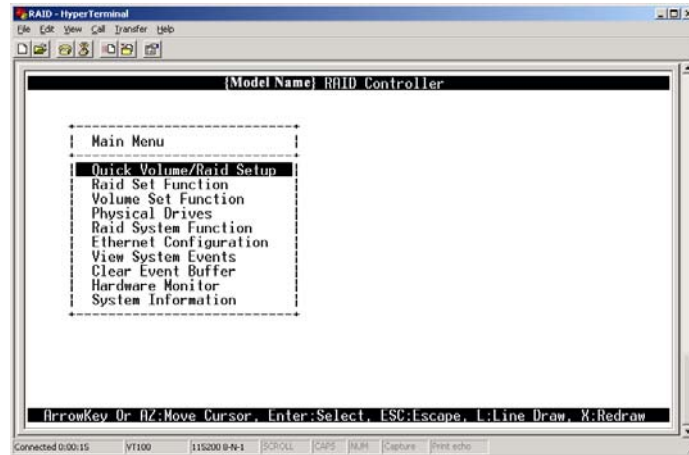 RAID - HyperTerminal
File Edit View Call Transfer Help
{Model Name} RAID Controller
Main Menu
Quick Volume/Raid Setup
Raid Set Function
Volume Set Function
Physical Drives
Raid System Function
Ethernet Configuration
View System Events
Clear Event Buffer
Hardware Monitor
System Information
ArrowKey Or AZ:Move Cursor, Enter:Select, ESC:Escape, L:Line Draw, X:Redraw
Connected 0:00:15 VT100 115200 8-N-1 SCROLL CAPS NUM Capture Print echo